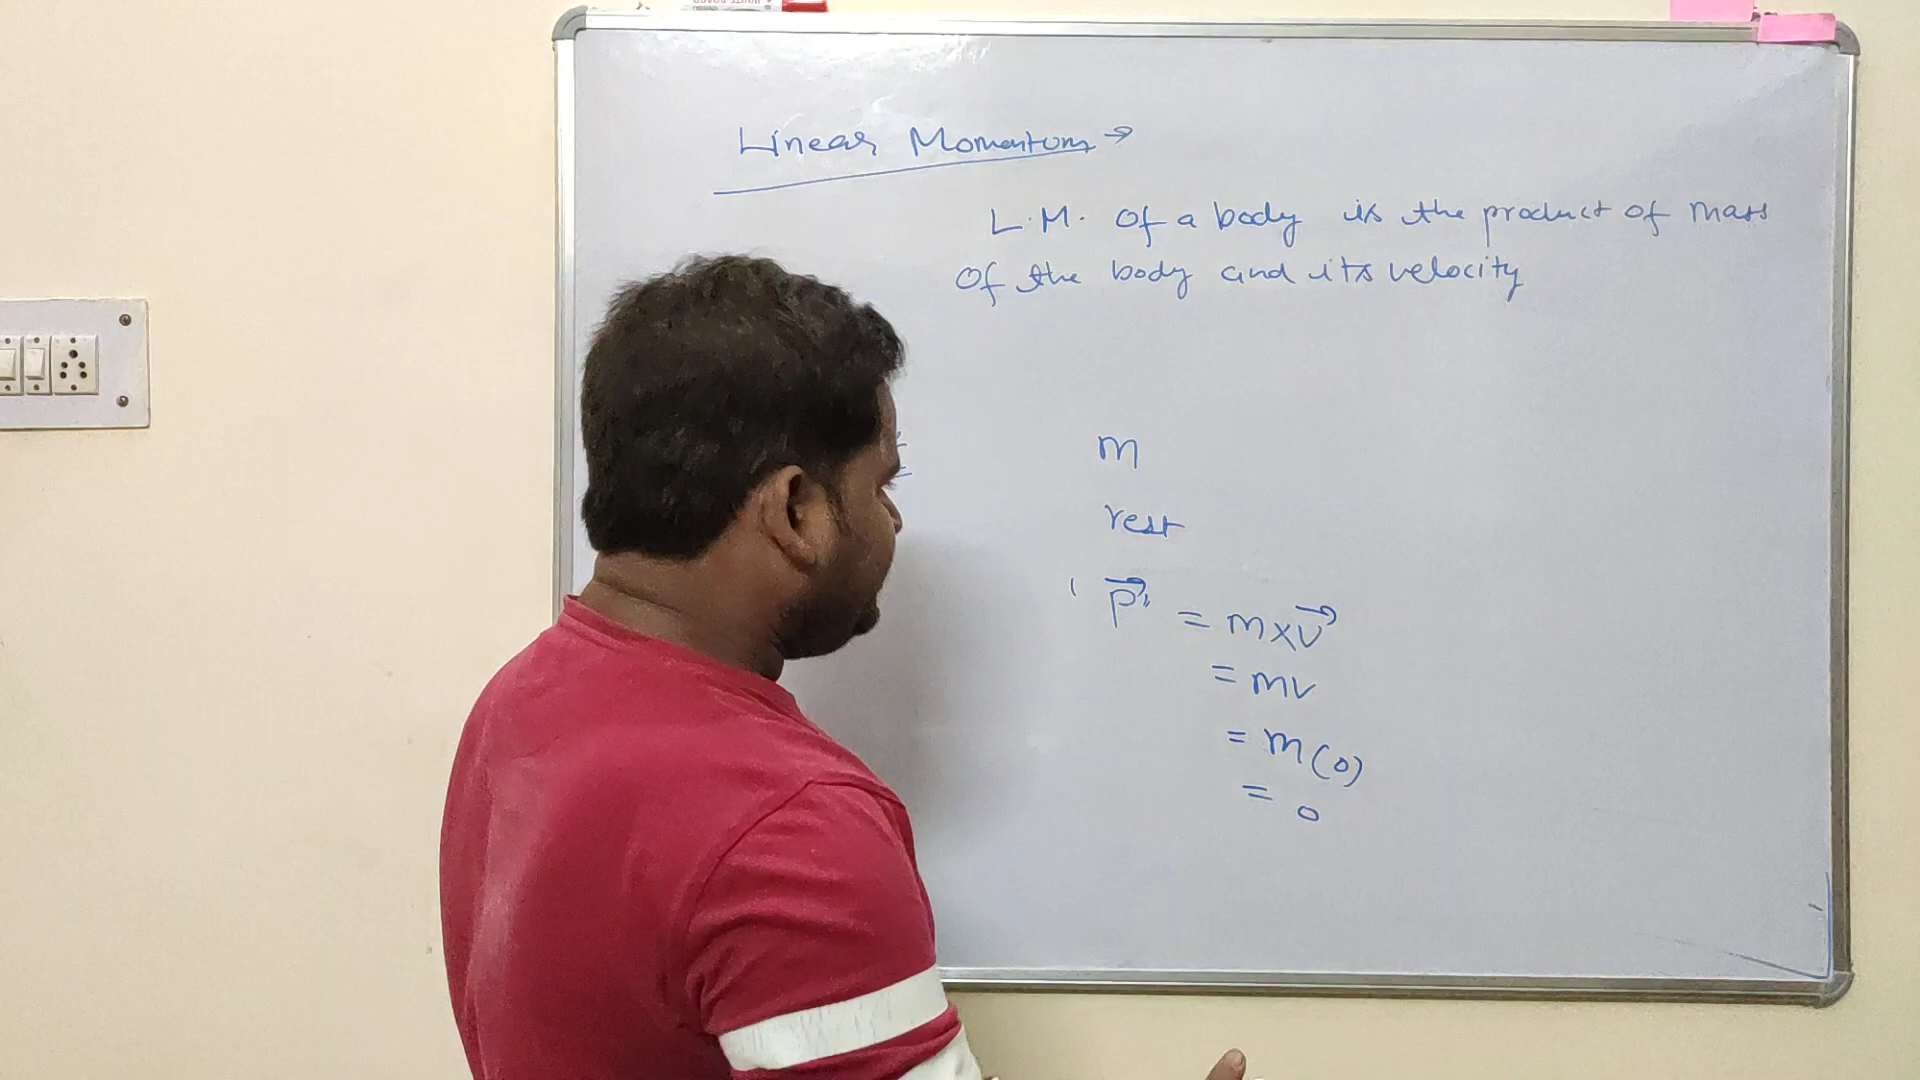 Linear Momentum →
L.M. Of a body is the product of mass
Of the body and its velocity
m
rest
' P⃗' = m×v⃗
= mv
= m(0)
= 0